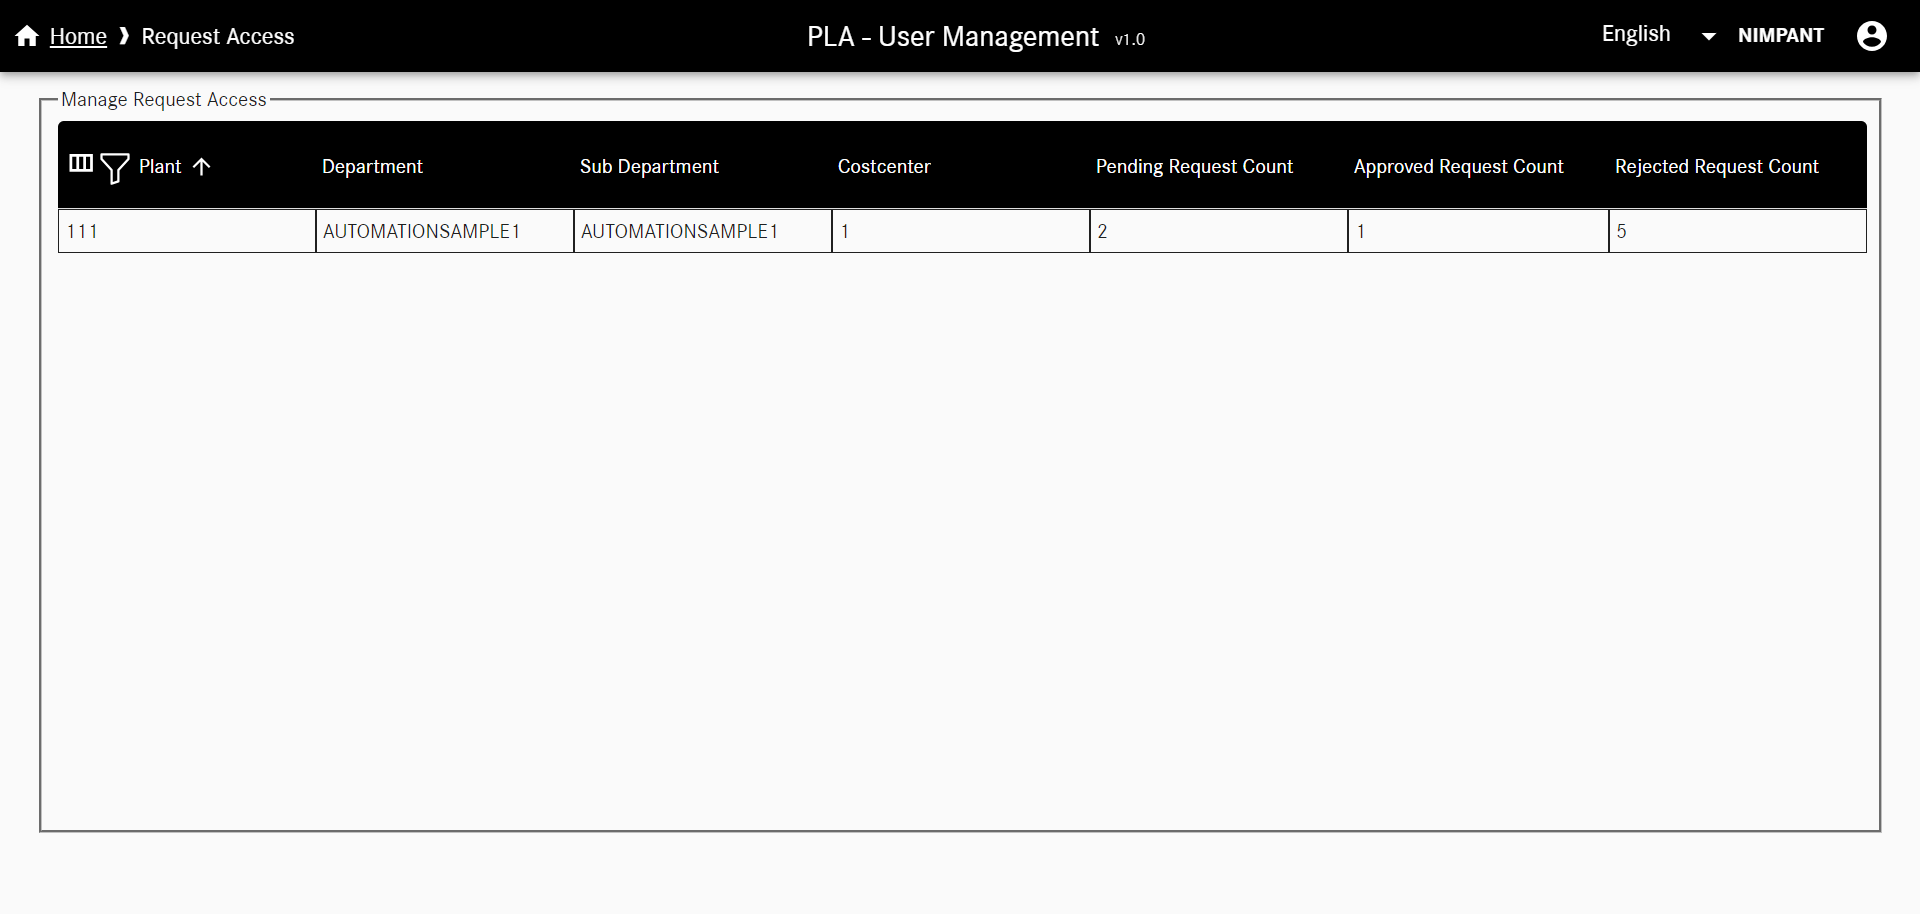 Home ❱ Request Access
PLA - User Management v1.0
English
NIMPANT
Manage Request Access
Plant Department Sub Department Costcenter Pending Request Count Approved Request Count Rejected Request Count
111 AUTOMATIONSAMPLE1 AUTOMATIONSAMPLE1 1 2 1 5